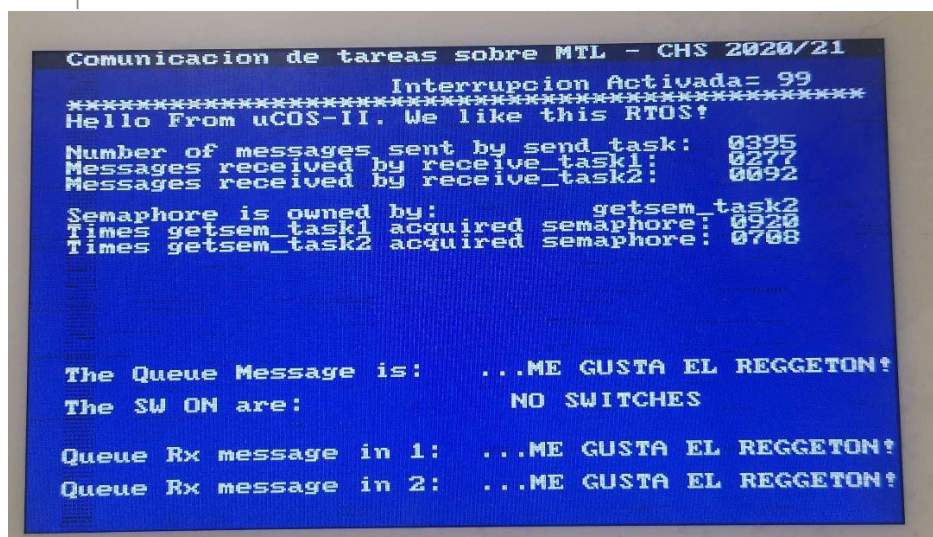 Comunicacion de tareas sobre MTL - CHS 2020/21
Interrupcion Activada= 99
**************************************************
Hello From uCOS-II. We like this RTOS!
Number of messages sent by send_task: 0395
Messages received by receive_task1: 0277
Messages received by receive_task2: 0092
Semaphore is owned by: getsem_task2
Times getsem_task1 acquired semaphore: 0920
Times getsem_task2 acquired semaphore: 0708
The Queue Message is: ...ME GUSTA EL REGGETON!
The SW ON are: NO SWITCHES
Queue Rx message in 1: ...ME GUSTA EL REGGETON!
Queue Rx message in 2: ...ME GUSTA EL REGGETON!